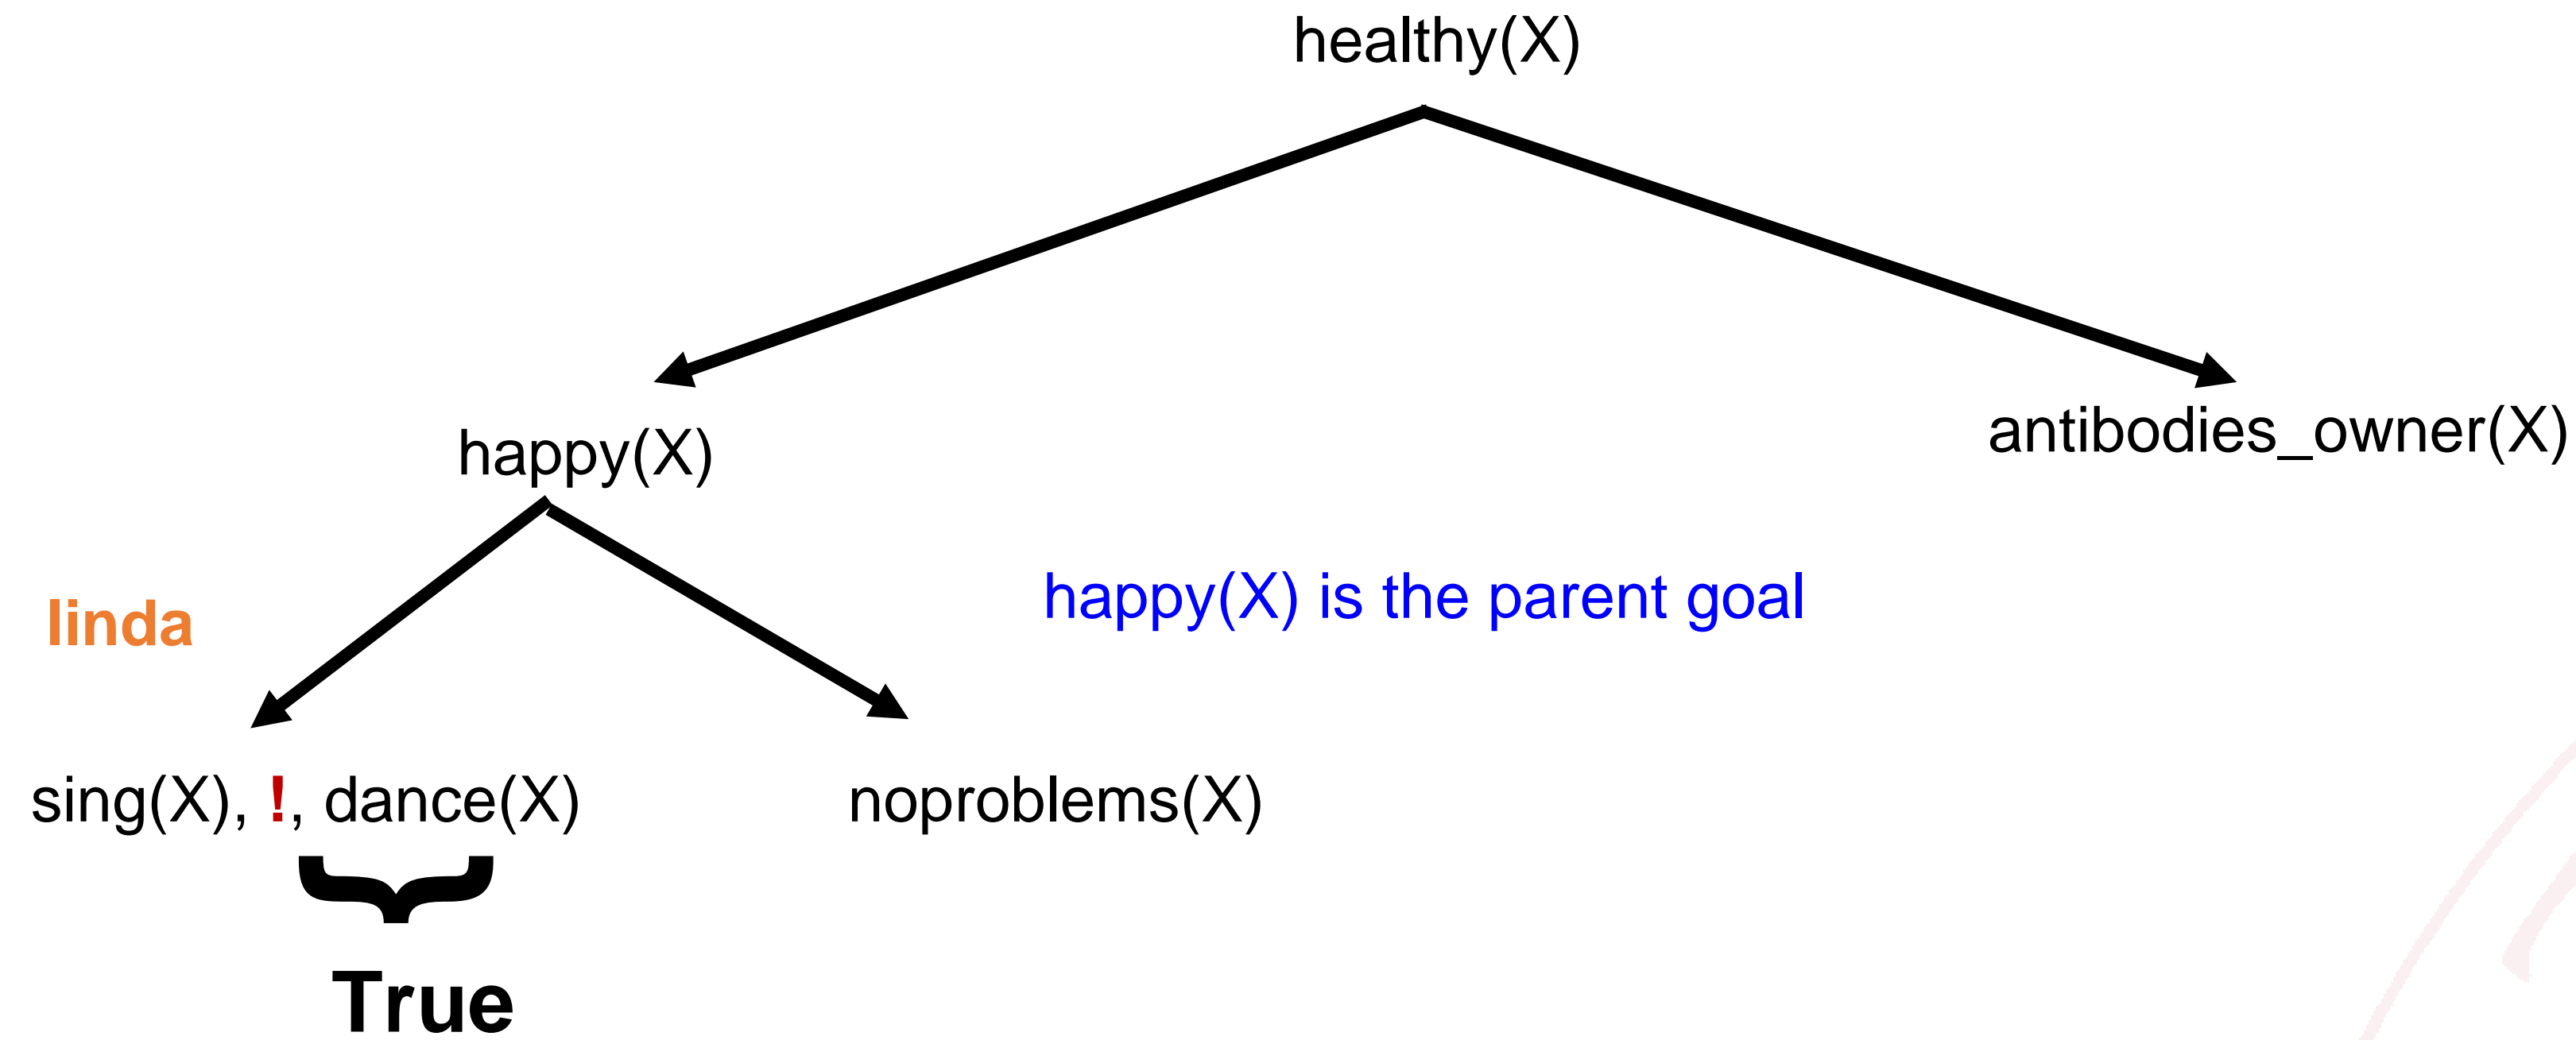 healthy(X)
happy(X)
antibodies_owner(X)
happy(X) is the parent goal
linda
sing(X), !, dance(X)
noproblems(X)
True